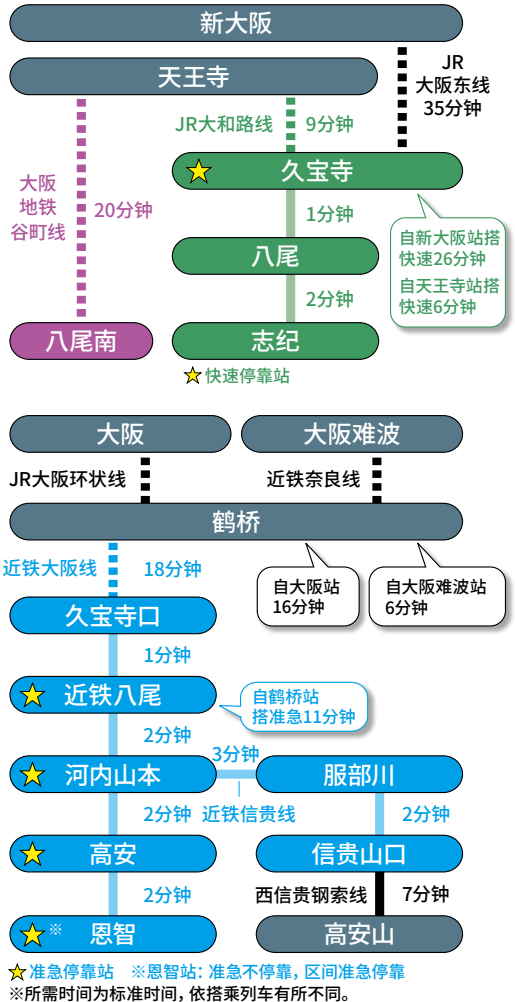 新大阪
天王寺
JR
大阪东线
35分钟
JR大和路线 9分钟
★ 久宝寺
大阪
地铁
谷町线
20分钟
1分钟
自新大阪站搭
快速26分钟
自天王寺站搭
快速6分钟
八尾
2分钟
八尾南
志纪
★快速停靠站
大阪
大阪难波
JR大阪环状线
近铁奈良线
鹤桥
近铁大阪线 18分钟
自大阪站
16分钟
自大阪难波站
6分钟
久宝寺口
1分钟
★ 近铁八尾
自鹤桥站
搭准急11分钟
2分钟
3分钟
★ 河内山本
服部川
2分钟
近铁信贵线
2分钟
★ 高安
信贵山口
2分钟
西信贵钢索线 7分钟
★※ 恩智
高安山
★准急停靠站 ※恩智站：准急不停靠，区间准急停靠
※所需时间为标准时间，依搭乘列车有所不同。